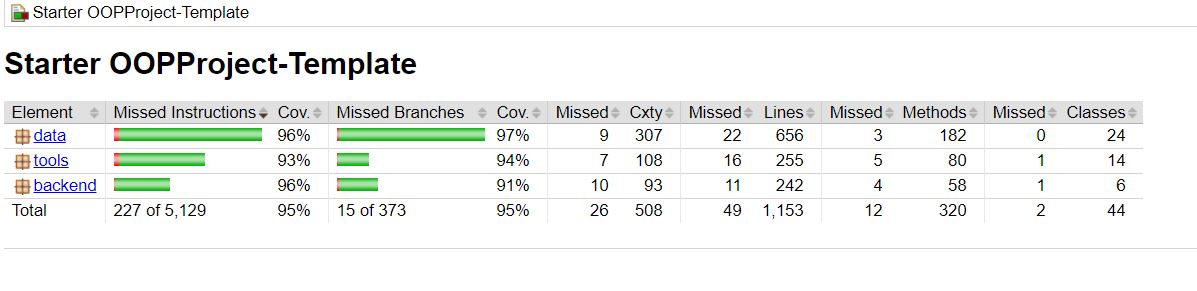 Starter OOPProject-Template
Starter OOPProject-Template
Element Missed Instructions Cov. Missed Branches Cov. Missed Cxty Missed Lines Missed Methods Missed Classes
data 96% 97% 9 307 22 656 3 182 0 24
tools 93% 94% 7 108 16 255 5 80 1 14
backend 96% 91% 10 93 11 242 4 58 1 6
Total 227 of 5,129 95% 15 of 373 95% 26 508 49 1,153 12 320 2 44